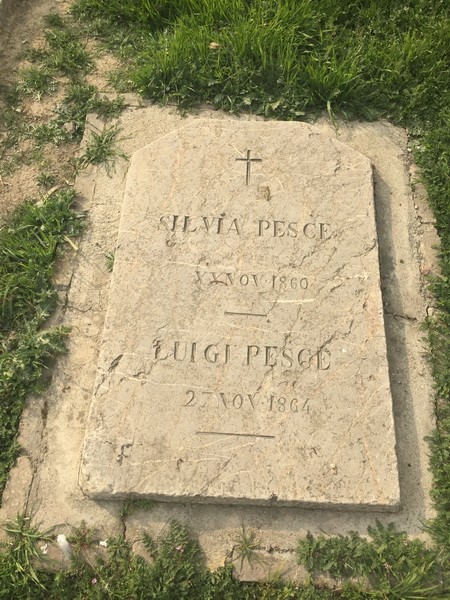 SILVIA PESCE
XX NOV 1860
LUIGI PESCE
27 NOV 1864